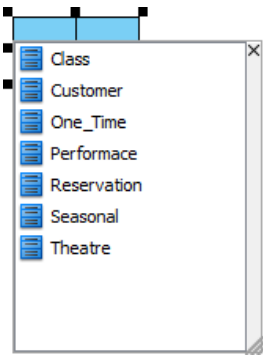 Class
Customer
One_Time
Performace
Reservation
Seasonal
Theatre